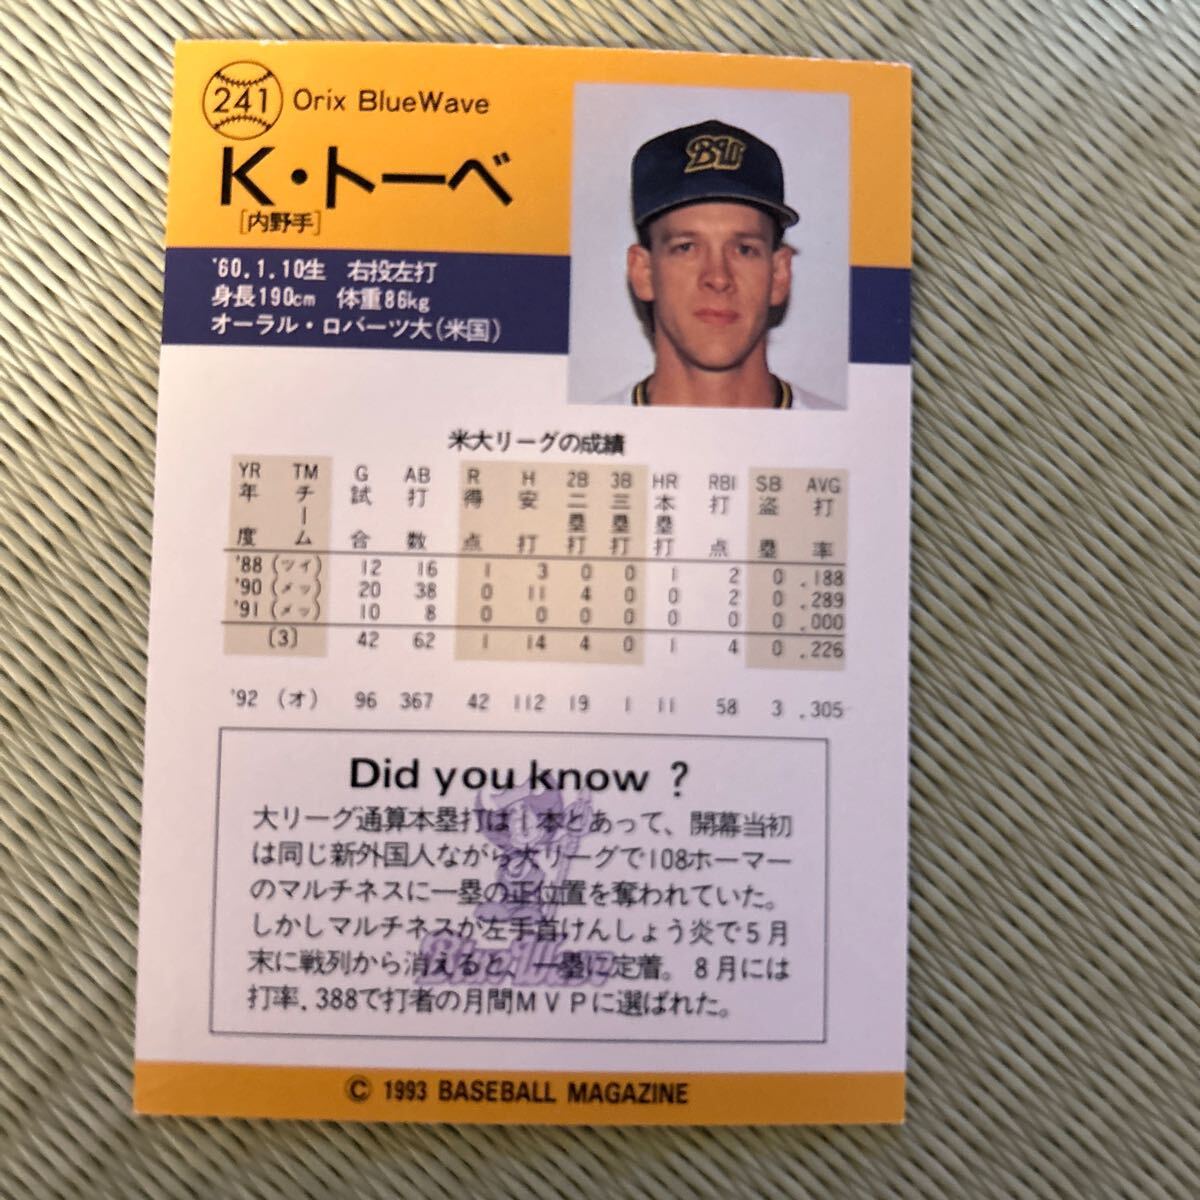 241 Orix BlueWave
K・トーベ
[内野手]
'60.1.10生 右投左打
身長190cm 体重86kg
オーラル・ロバーツ大(米国)
BW
米大リーグの成績
YR TM G AB R H 2B 3B HR RBI SB AVG
年度 チーム 試合 打数 得点 安打 二塁打 三塁打 本塁打 打点 盗塁 打率
'88 (ツイ) 12 16 1 3 0 0 1 2 0 .188
'90 (メッ) 20 38 0 11 4 0 0 2 0 .289
'91 (メッ) 10 8 0 0 0 0 0 0 0 .000
〔3〕 42 62 1 14 4 0 1 4 0 .226
'92 (オ) 96 367 42 112 19 1 11 58 3 .305
Did you know ?
大リーグ通算本塁打は1本とあって、開幕当初
は同じ新外国人ながら大リーグで108ホーマー
のマルチネスに一塁の正位置を奪われていた。
しかしマルチネスが左手首けんしょう炎で5月
末に戦列から消えると、一塁に定着。8月には
打率.388で打者の月間MVPに選ばれた。
BlueWave
© 1993 BASEBALL MAGAZINE